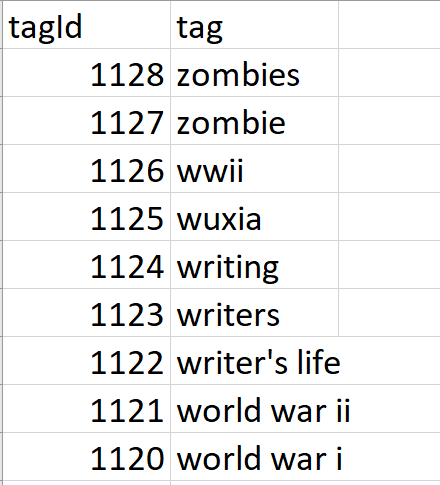 tagId tag
1128 zombies
1127 zombie
1126 wwii
1125 wuxia
1124 writing
1123 writers
1122 writer's life
1121 world war ii
1120 world war i